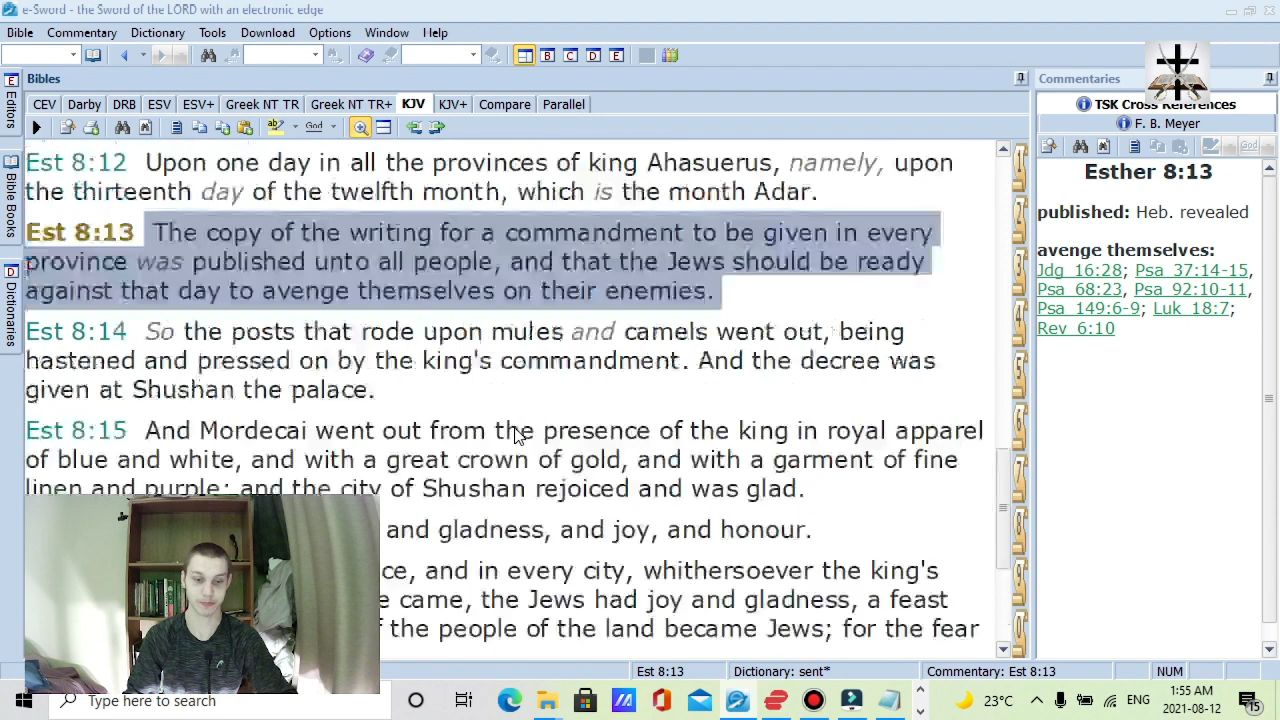 e-Sword - the Sword of the LORD with an electronic edge
Bible Commentary Dictionary Tools Download Options Window Help
B C D E
Bibles
CEV Darby DRB ESV ESV+ Greek NT TR Greek NT TR+ KJV KJV+ Compare Parallel
God
Est 8:12 Upon one day in all the provinces of king Ahasuerus, namely, upon
the thirteenth day of the twelfth month, which is the month Adar.
Est 8:13 The copy of the writing for a commandment to be given in every
province was published unto all people, and that the Jews should be ready
against that day to avenge themselves on their enemies.
Est 8:14 So the posts that rode upon mules and camels went out, being
hastened and pressed on by the king's commandment. And the decree was
given at Shushan the palace.
Est 8:15 And Mordecai went out from the presence of the king in royal apparel
of blue and white, and with a great crown of gold, and with a garment of fine
linen and purple: and the city of Shushan rejoiced and was glad.
and gladness, and joy, and honour.
ce, and in every city, whithersoever the king's
e came, the Jews had joy and gladness, a feast
f the people of the land became Jews; for the fear
E Editors
Bible Books
D Dictionaries
Commentaries
TSK Cross References
F. B. Meyer
God
Esther 8:13
published: Heb. revealed
avenge themselves:
Jdg 16:28; Psa 37:14-15,
Psa 68:23, Psa 92:10-11,
Psa 149:6-9; Luk 18:7;
Rev 6:10
Est 8:13 Dictionary: sent* Commentary: Est 8:13 NUM
Type here to search
23°C ENG 1:55 AM
2021-08-12
15